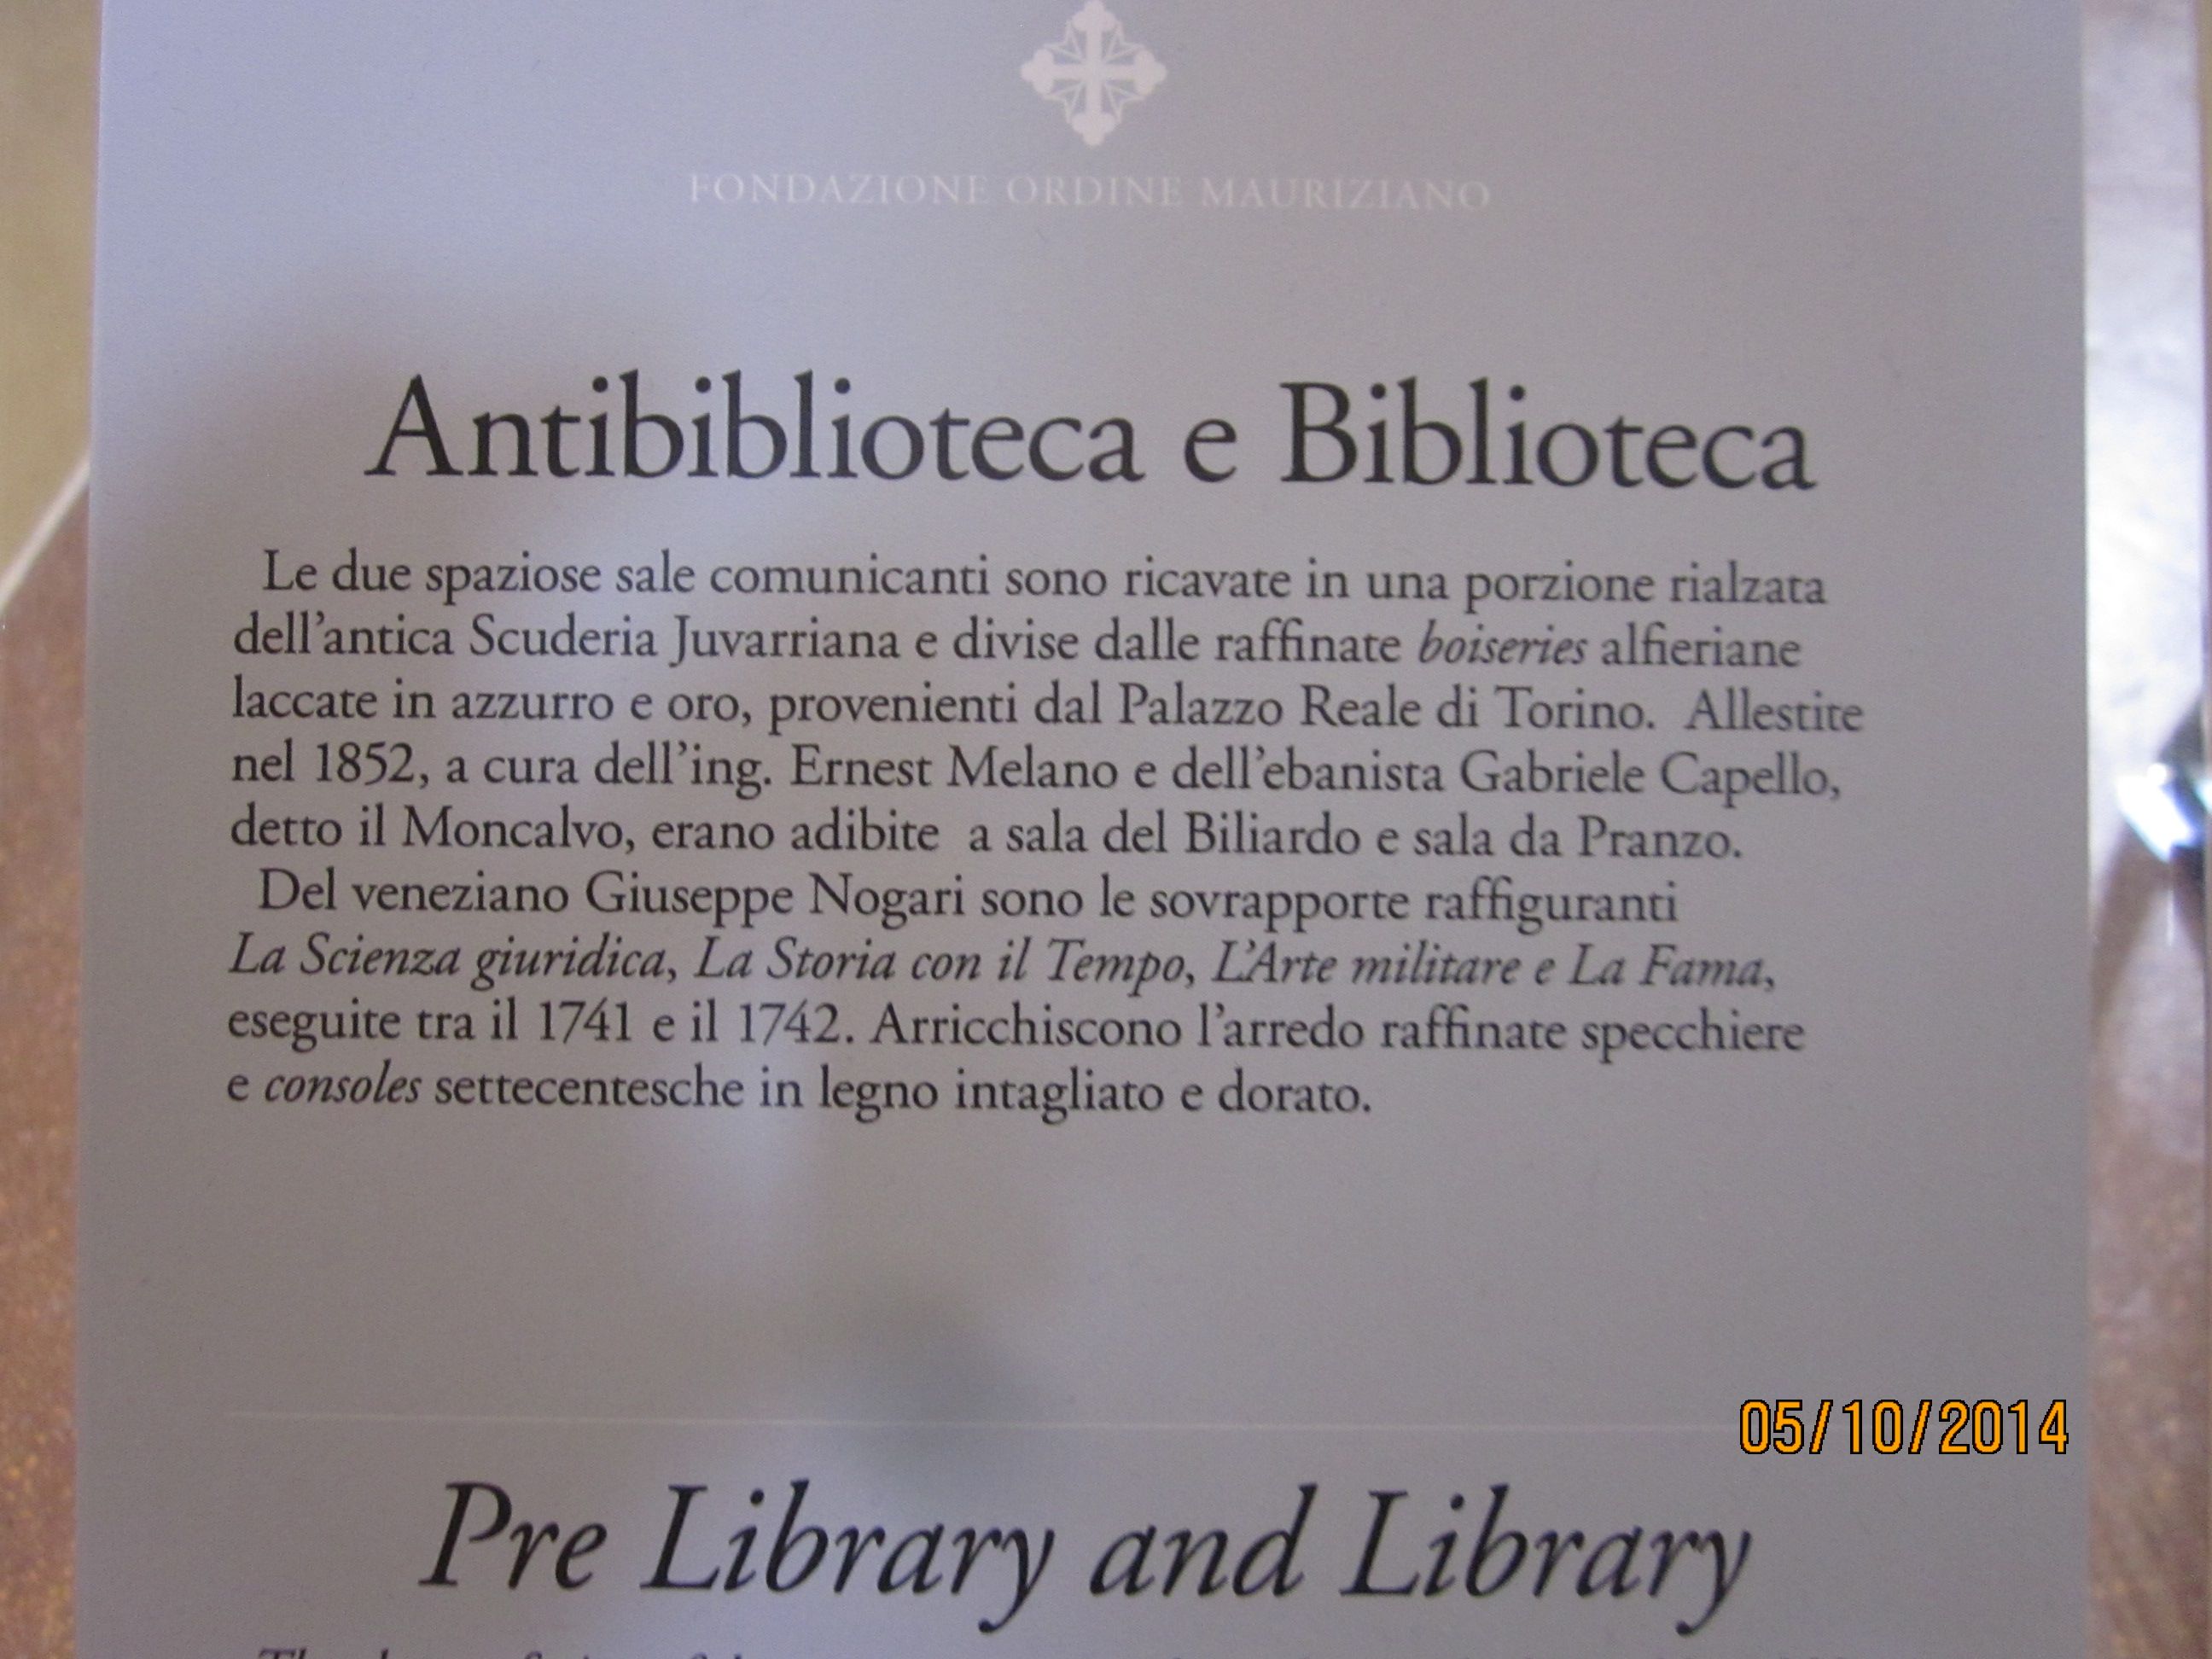 FONDAZIONE ORDINE MAURIZIANO
Antibiblioteca e Biblioteca
Le due spaziose sale comunicanti sono ricavate in una porzione rialzata
dell'antica Scuderia Juvarriana e divise dalle raffinate boiseries alfieriane
laccate in azzurro e oro, provenienti dal Palazzo Reale di Torino. Allestite
nel 1852, a cura dell'ing. Ernest Melano e dell'ebanista Gabriele Capello,
detto il Moncalvo, erano adibite a sala del Biliardo e sala da Pranzo.
Del veneziano Giuseppe Nogari sono le sovrapporte raffiguranti
La Scienza giuridica, La Storia con il Tempo, L'Arte militare e La Fama,
eseguite tra il 1741 e il 1742. Arricchiscono l'arredo raffinate specchiere
e consoles settecentesche in legno intagliato e dorato.
05/10/2014
Pre Library and Library